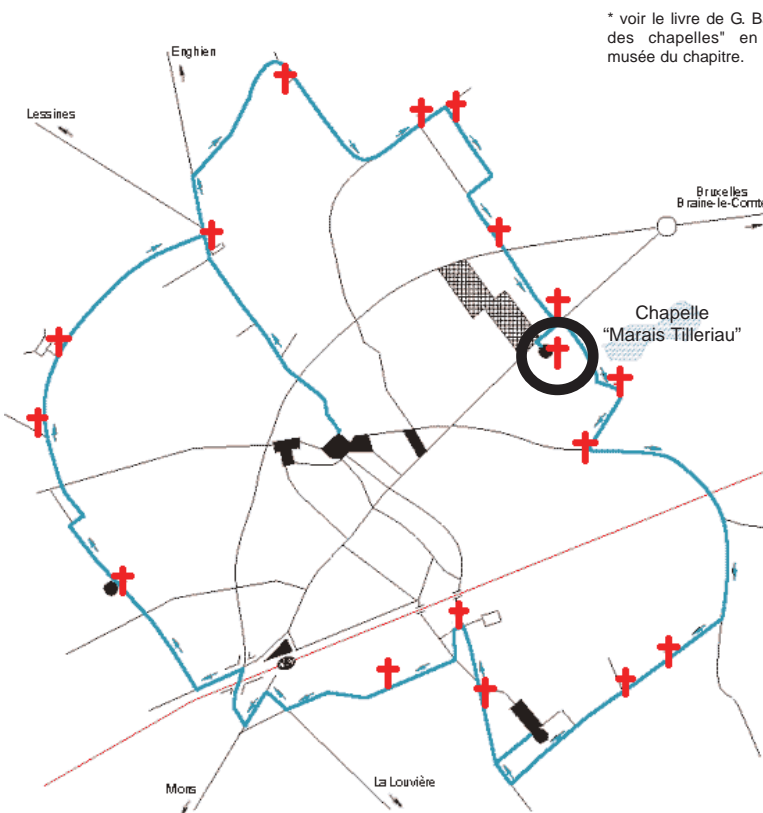 * voir le livre de G. B
des chapelles" en
musée du chapitre.
Enghien
Lessines
Bruxelles
Braine-le-Comte
Chapelle
“Marais Tilleriau”
Mons
La Louvière